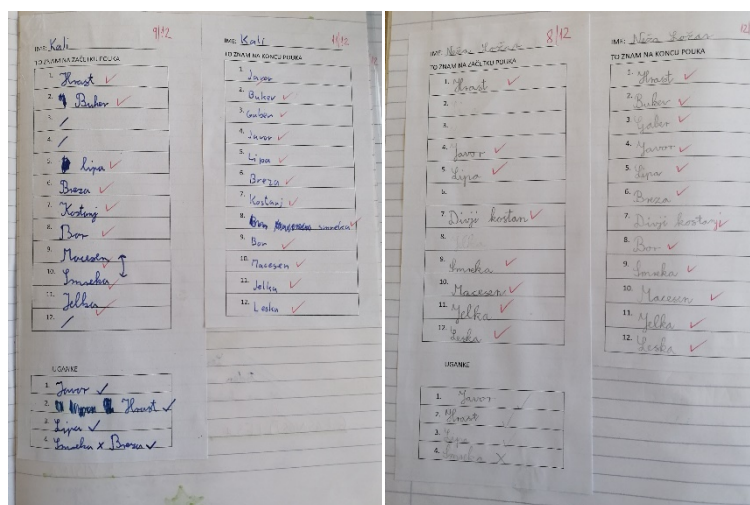 IME: Kali 9/12
TO ZNAM NA ZAČETKU POUKA
1. Hrast ✓
2. Bukev ✓
3. /
4. /
5. Lipa ✓
6. Breza ✓
7. Kostanj ✓
8. Bor ✓
9. Macesen
10. Smreka ✓
11. Jelka ✓
12. /
UGANKE
1. Javor ✓
2. Hrast ✓
3. Lipa ✓
4. Smreka x Breza ✓
IME: Kali 11/12
TO ZNAM NA KONCU POUKA
1. Javor
2. Bukev ✓
3. Gaber ✓
4. Javor ✓
5. Lipa ✓
6. Breza ✓
7. Kostanj ✓
8. smreka ✓
9. Bor ✓
10. Macesen ✓
11. Jelka ✓
12. Leska ✓
IME: Neža 8/12
TO ZNAM NA ZAČETKU POUKA
1. Hrast ✓
2.
3.
4. Javor ✓
5. Lipa ✓
6.
7. Divji kostan ✓
8.
9. Smreka ✓
10. Macesen ✓
11. Jelka ✓
12. Leska ✓
UGANKE
1. Javor
2. Hrast
3. Lipa
4. Smreka X
IME: Neža
TO ZNAM NA KONCU POUKA
1. Hrast ✓
2. Bukev ✓
3. Gaber ✓
4. Javor ✓
5. Lipa ✓
6. Breza ✓
7. Divji kostanj
8. Bor ✓
9. Smreka ✓
10. Macesen ✓
11. Jelka ✓
12. Leska ✓